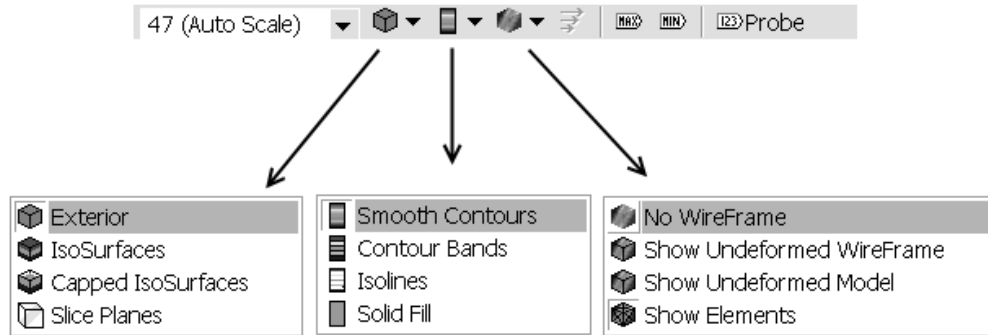 47 (Auto Scale) MAX MIN 123 Probe
Exterior
IsoSurfaces
Capped IsoSurfaces
Slice Planes
Smooth Contours
Contour Bands
Isolines
Solid Fill
No WireFrame
Show Undeformed WireFrame
Show Undeformed Model
Show Elements